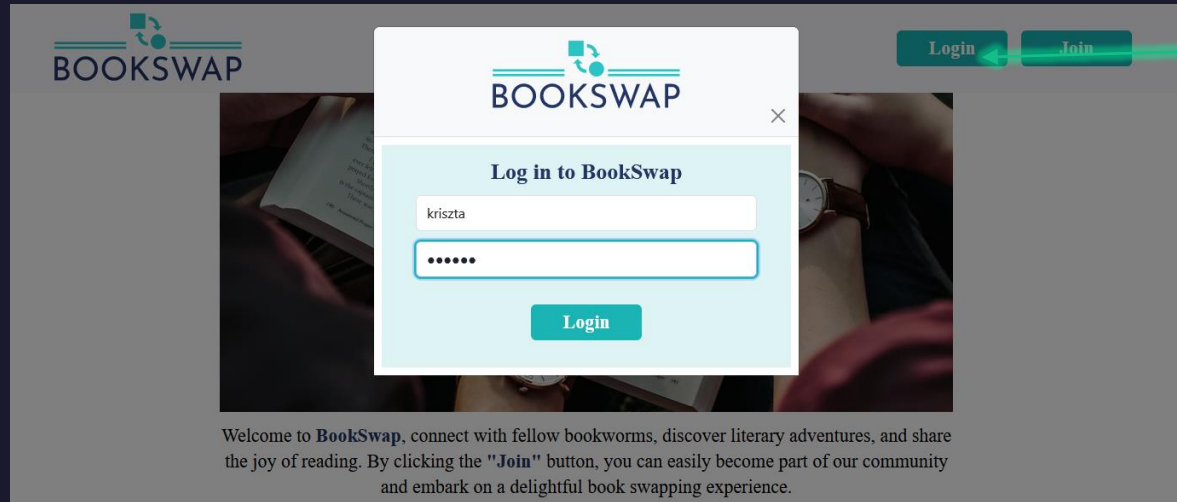 BOOKSWAP
Login
Join
BOOKSWAP
Log in to BookSwap
kriszta
••••••
Login
Welcome to BookSwap, connect with fellow bookworms, discover literary adventures, and share
the joy of reading. By clicking the "Join" button, you can easily become part of our community
and embark on a delightful book swapping experience.